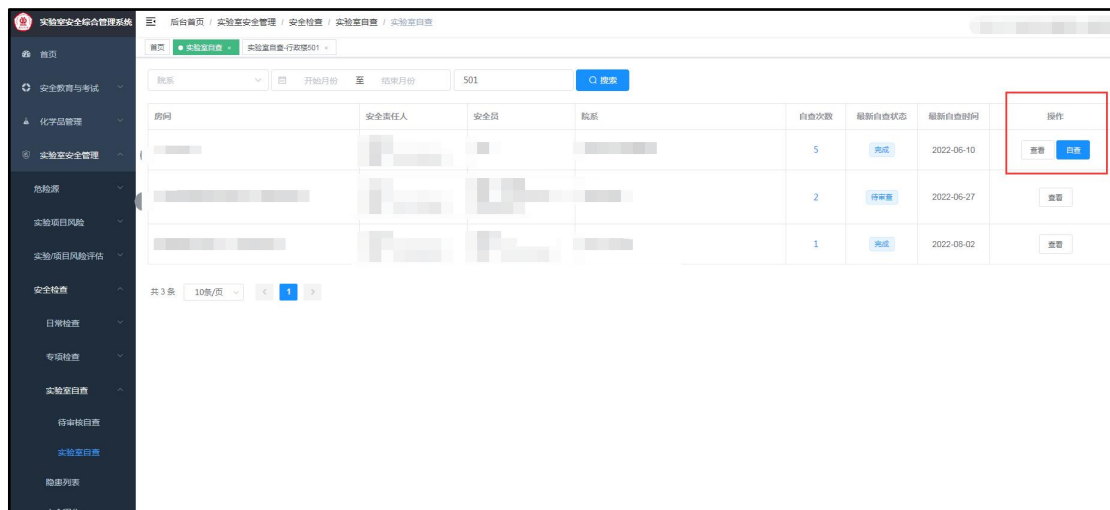 实验室安全综合管理系统
后台首页 / 实验室安全管理 / 安全检查 / 实验室自查 / 实验室自查
首页
实验室自查 ×
实验室自查-行政楼501 ×
首页
安全教育与考试
化学品管理
实验室安全管理
危险源
实验项目风险
实验/项目风险评估
安全检查
日常检查
专项检查
实验室自查
待审核自查
实验室自查
隐患列表
院系 开始月份 至 结束月份 501 搜索
房间 安全责任人 安全员 院系 自查次数 最新自查状态 最新自查时间 操作
5 完成 2022-06-10 查看 自查
2 待审查 2022-06-27 查看
1 完成 2022-08-02 查看
共 3 条 10条/页 < 1 >